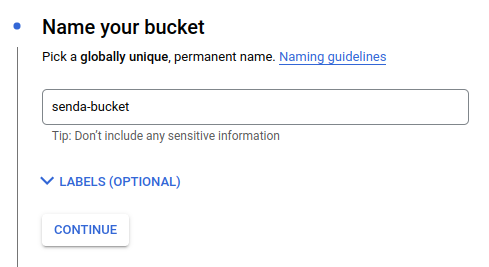 Name your bucket
Pick a globally unique, permanent name. Naming guidelines
senda-bucket
Tip: Don't include any sensitive information
LABELS (OPTIONAL)
CONTINUE